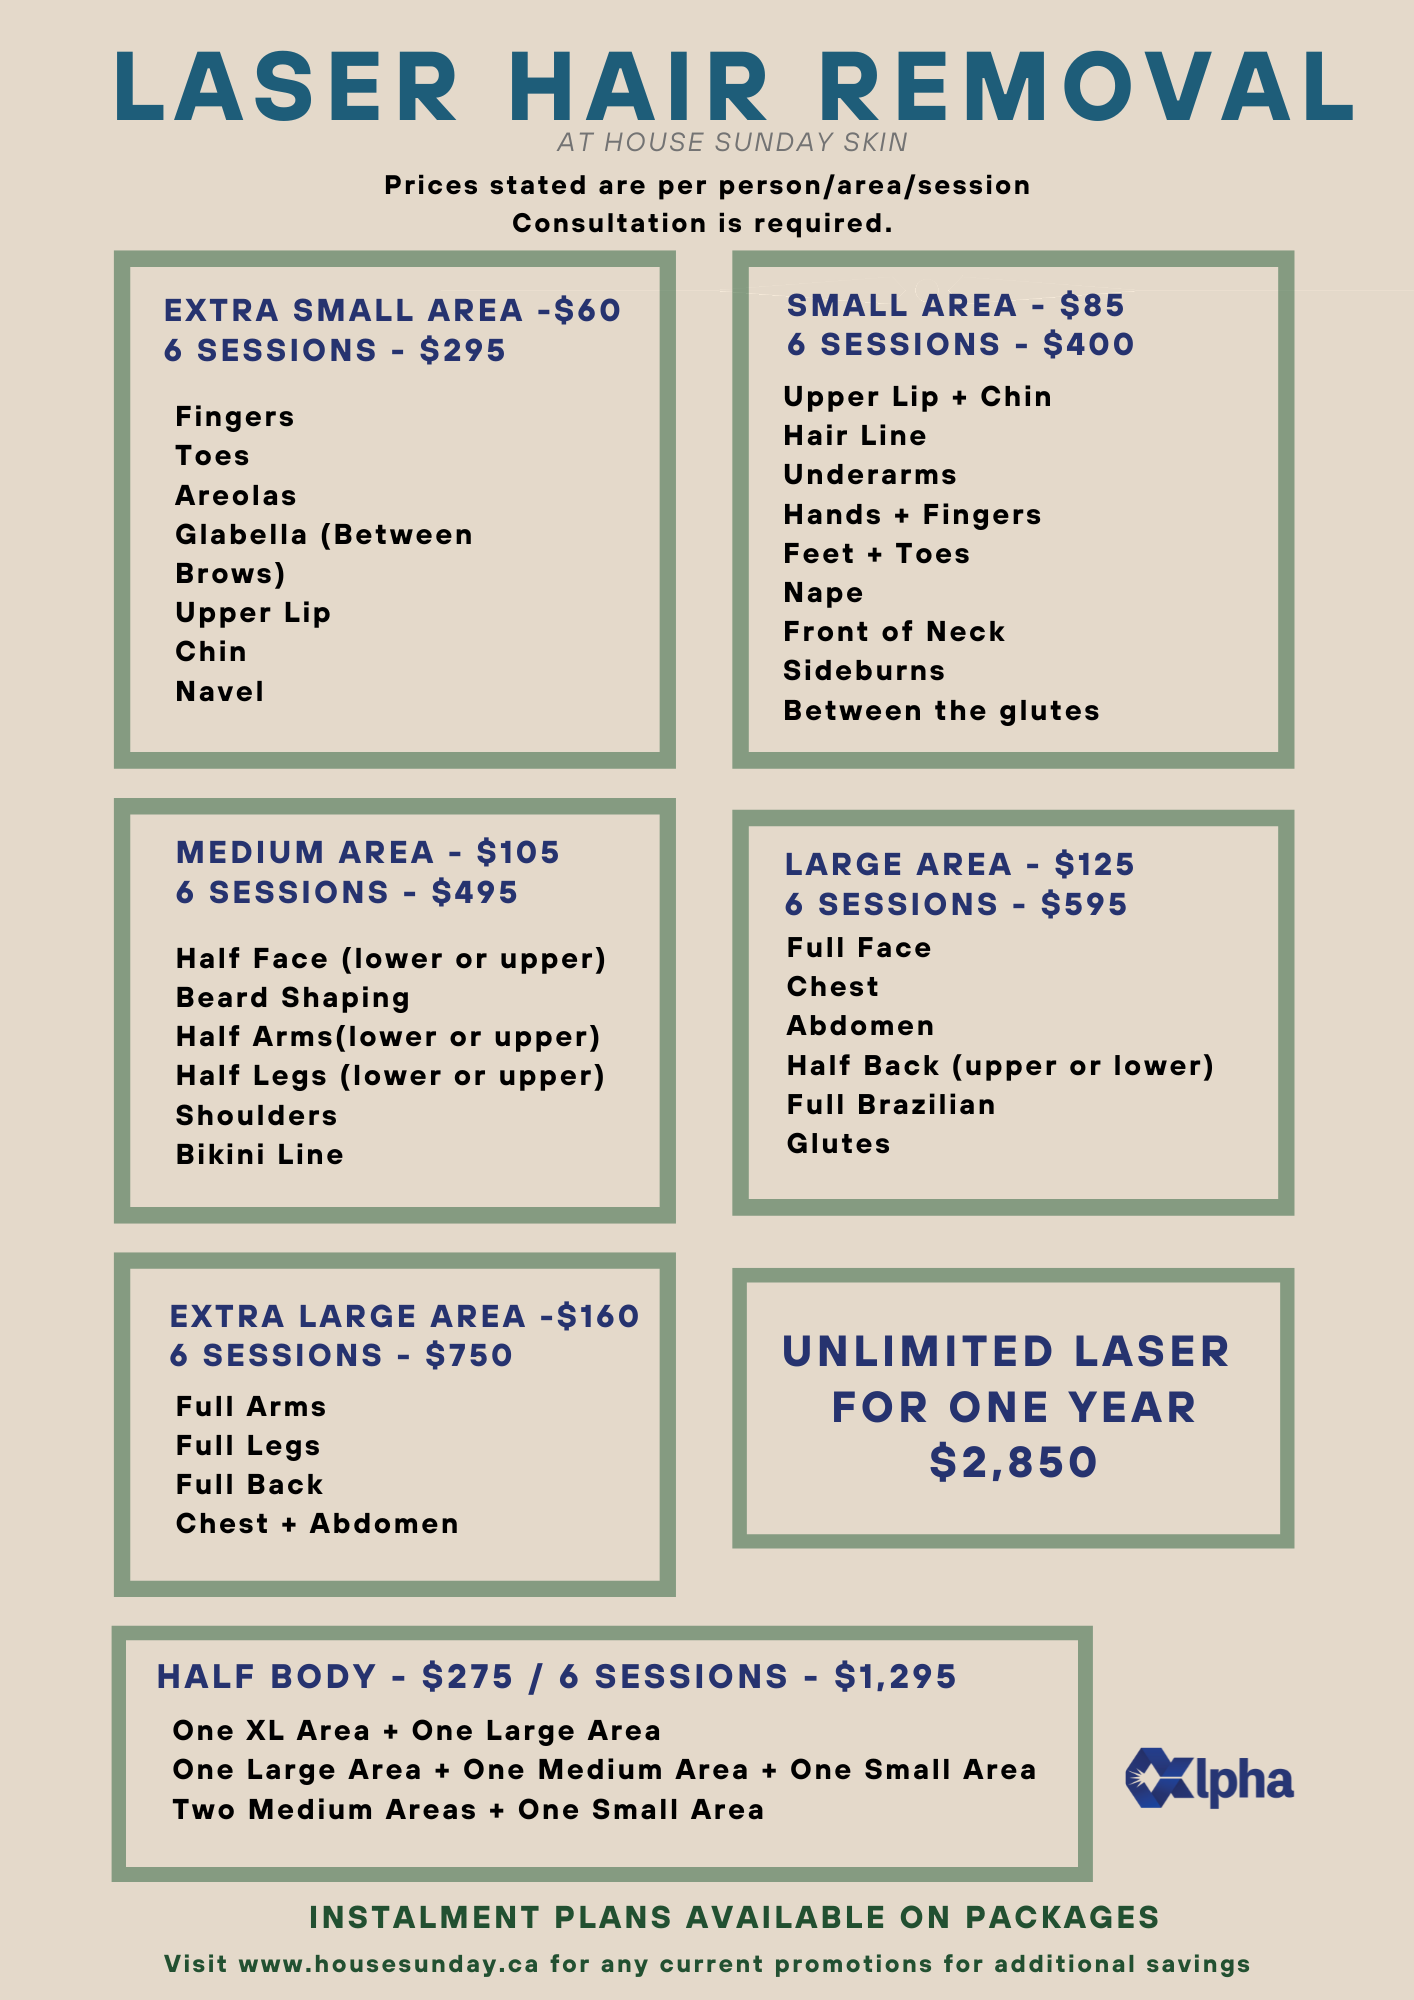 LASER HAIR REMOVAL
AT HOUSE SUNDAY SKIN
Prices stated are per person/area/session
Consultation is required.
EXTRA SMALL AREA -$60
6 SESSIONS - $295
Fingers
Toes
Areolas
Glabella (Between
Brows)
Upper Lip
Chin
Navel
SMALL AREA - $85
6 SESSIONS - $400
Upper Lip + Chin
Hair Line
Underarms
Hands + Fingers
Feet + Toes
Nape
Front of Neck
Sideburns
Between the glutes
MEDIUM AREA - $105
6 SESSIONS - $495
Half Face (lower or upper)
Beard Shaping
Half Arms(lower or upper)
Half Legs (lower or upper)
Shoulders
Bikini Line
LARGE AREA - $125
6 SESSIONS - $595
Full Face
Chest
Abdomen
Half Back (upper or lower)
Full Brazilian
Glutes
EXTRA LARGE AREA -$160
6 SESSIONS - $750
Full Arms
Full Legs
Full Back
Chest + Abdomen
UNLIMITED LASER
FOR ONE YEAR
$2,850
HALF BODY - $275 / 6 SESSIONS - $1,295
One XL Area + One Large Area
One Large Area + One Medium Area + One Small Area
Two Medium Areas + One Small Area
αlpha
INSTALMENT PLANS AVAILABLE ON PACKAGES
Visit www.housesunday.ca for any current promotions for additional savings